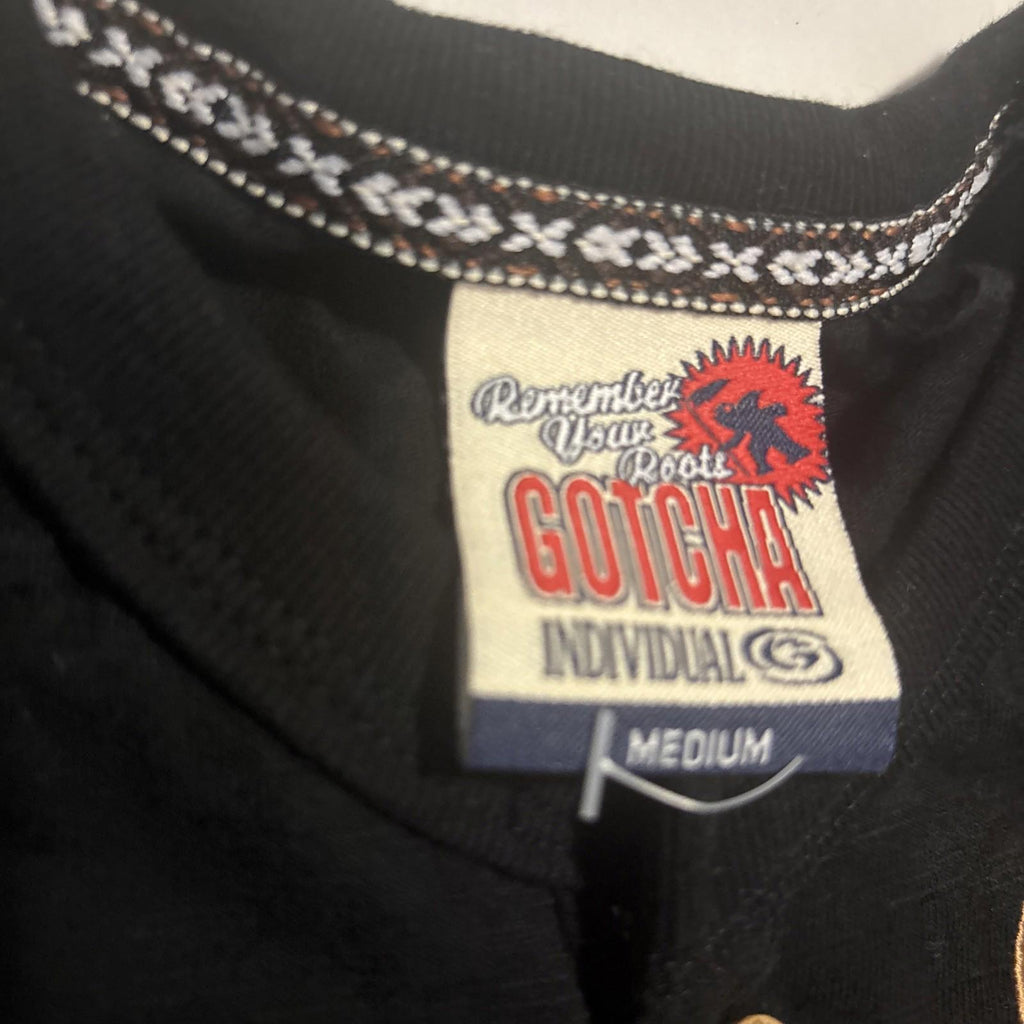 Remember
Your
Roots
GOTCHA
INDIVIDUAL G
MEDIUM